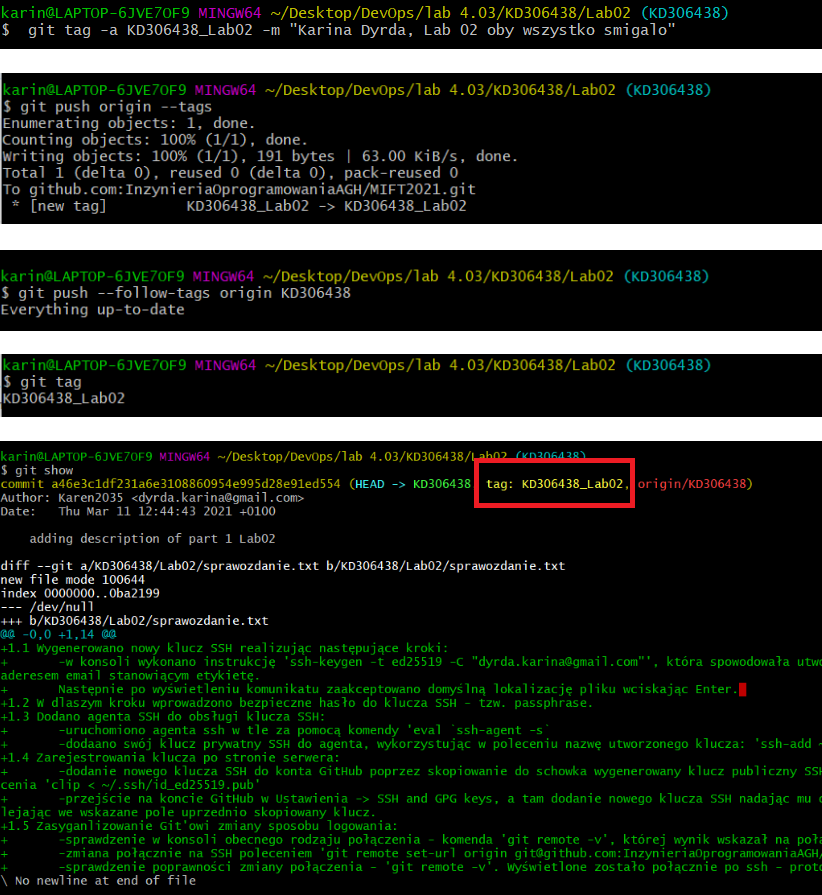 karin@LAPTOP-6JVE7OF9 MINGW64 ~/Desktop/DevOps/lab 4.03/KD306438/Lab02 (KD306438)
$  git tag -a KD306438_Lab02 -m "Karina Dyrda, Lab 02 oby wszystko smigalo"
karin@LAPTOP-6JVE7OF9 MINGW64 ~/Desktop/DevOps/lab 4.03/KD306438/Lab02 (KD306438)
$ git push origin --tags
Enumerating objects: 1, done.
Counting objects: 100% (1/1), done.
Writing objects: 100% (1/1), 191 bytes | 63.00 KiB/s, done.
Total 1 (delta 0), reused 0 (delta 0), pack-reused 0
To github.com:InzynieriaOprogramowaniaAGH/MIFT2021.git
 * [new tag]         KD306438_Lab02 -> KD306438_Lab02
karin@LAPTOP-6JVE7OF9 MINGW64 ~/Desktop/DevOps/lab 4.03/KD306438/Lab02 (KD306438)
$ git push --follow-tags origin KD306438
Everything up-to-date
karin@LAPTOP-6JVE7OF9 MINGW64 ~/Desktop/DevOps/lab 4.03/KD306438/Lab02 (KD306438)
$ git tag
KD306438_Lab02
karin@LAPTOP-6JVE7OF9 MINGW64 ~/Desktop/DevOps/lab 4.03/KD306438/Lab02 (KD306438)
$ git show
commit a46e3c1df231a6e3108860954e995d28e91ed554 (HEAD -> KD306438 tag: KD306438_Lab02, origin/KD306438)
Author: Karen2035 <dyrda.karina@gmail.com>
Date:   Thu Mar 11 12:44:43 2021 +0100
    adding description of part 1 Lab02
diff --git a/KD306438/Lab02/sprawozdanie.txt b/KD306438/Lab02/sprawozdanie.txt
new file mode 100644
index 0000000..0ba2199
--- /dev/null
+++ b/KD306438/Lab02/sprawozdanie.txt
@@ -0,0 +1,14 @@
+1.1 Wygenerowano nowy klucz SSH realizując następujące kroki:
+       -w konsoli wykonano instrukcję 'ssh-keygen -t ed25519 -C "dyrda.karina@gmail.com"', która spowodowała utwo
aderesem email stanowiącym etykietę.
+       Następnie po wyświetleniu komunikatu zaakceptowano domyślną lokalizację pliku wciskając Enter.
+1.2 W dlaszym kroku wprowadzono bezpieczne hasło do klucza SSH - tzw. passphrase.
+1.3 Dodano agenta SSH do obsługi klucza SSH:
+       -uruchomiono agenta ssh w tle za pomocą komendy 'eval `ssh-agent -s`
+       -dodaano swój klucz prywatny SSH do agenta, wykorzystując w poleceniu nazwę utworzonego klucza: 'ssh-add ~
+1.4 Zarejestrowania klucza po stronie serwera:
+       -dodanie nowego klucza SSH do konta GitHub poprzez skopiowanie do schowka wygenerowany klucz publiczny SSH
cenia 'clip < ~/.ssh/id_ed25519.pub'
+       -przejście na koncie GitHub w Ustawienia -> SSH and GPG keys, a tam dodanie nowego klucza SSH nadając mu
lejając we wskazane pole uprzednio skopiowany klucz.
+1.5 Zasyganlizowanie Git'owi zmiany sposobu logowania:
+       -sprawdzenie w konsoli obecnego rodzaju połączenia - komenda 'git remote -v', której wynik wskazał na poł
+       -zmiana połącznie na SSH poleceniem 'git remote set-url origin git@github.com:InzynieriaOprogramowaniaAGH/
+       -sprawdzenie poprawności zmiany połączenia - 'git remote -v'. Wyświetlone zostało połącznie po ssh - proto
\ No newline at end of file